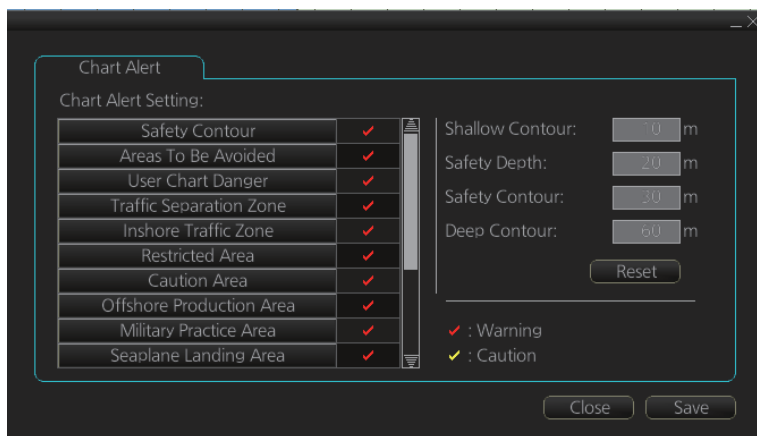 Chart Alert
Chart Alert Setting:
Safety Contour
Areas To Be Avoided
User Chart Danger
Traffic Separation Zone
Inshore Traffic Zone
Restricted Area
Caution Area
Offshore Production Area
Military Practice Area
Seaplane Landing Area
Shallow Contour: 10 m
Safety Depth: 20 m
Safety Contour: 30 m
Deep Contour: 60 m
Reset
: Warning
: Caution
Close
Save